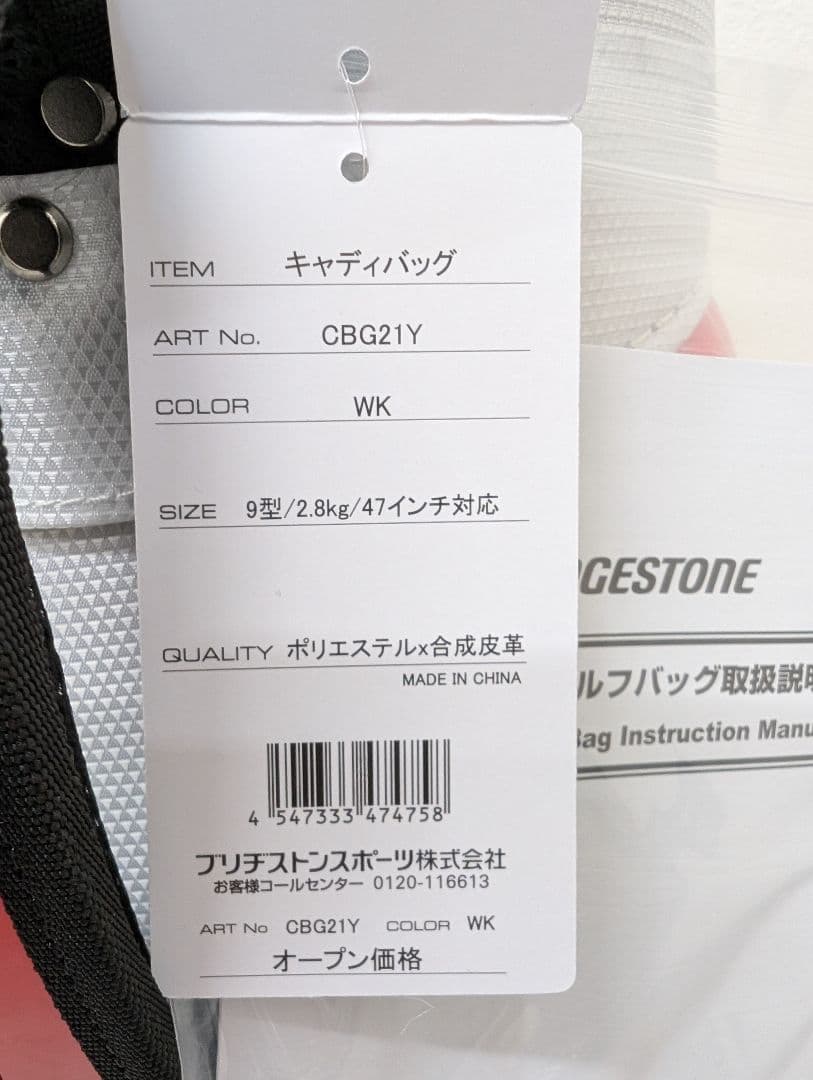 ITEM キャディバッグ
ART No. CBG21Y
COLOR WK
SIZE 9型/2.8kg/47インチ対応
QUALITY ポリエステルx合成皮革
MADE IN CHINA
4 547333 474758
ブリヂストンスポーツ株式会社
お客様コールセンター 0120-116613
ART No CBG21Y COLOR WK
オープン価格
GESTONE
ルフバッグ取扱説明
Bag Instruction Manu